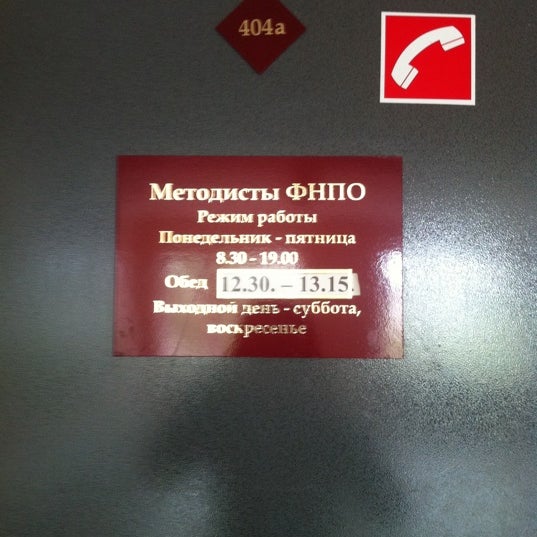 404а
Методисты ФНПО
Режим работы
Понедельник - пятница
8.30 - 19.00
Обед 12.30. – 13.15.
Выходной день - суббота,
воскресенье